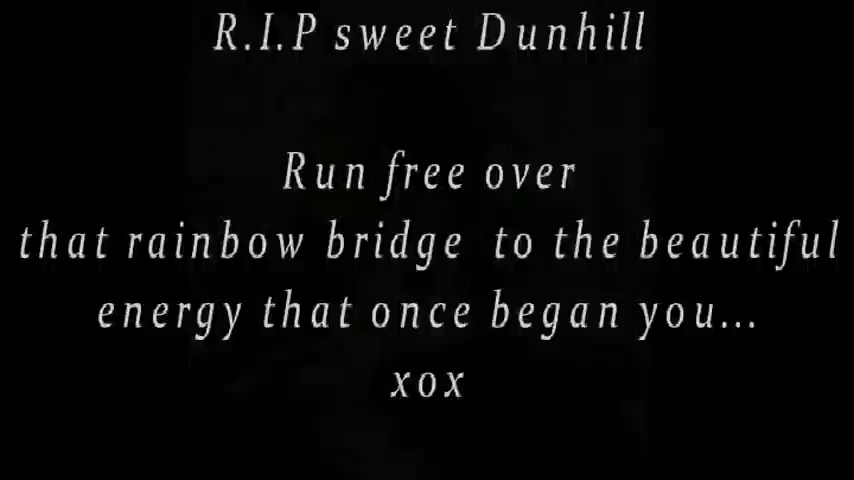 R.I.P sweet Dunhill
Run free over
that rainbow bridge to the beautiful
energy that once began you...
xox